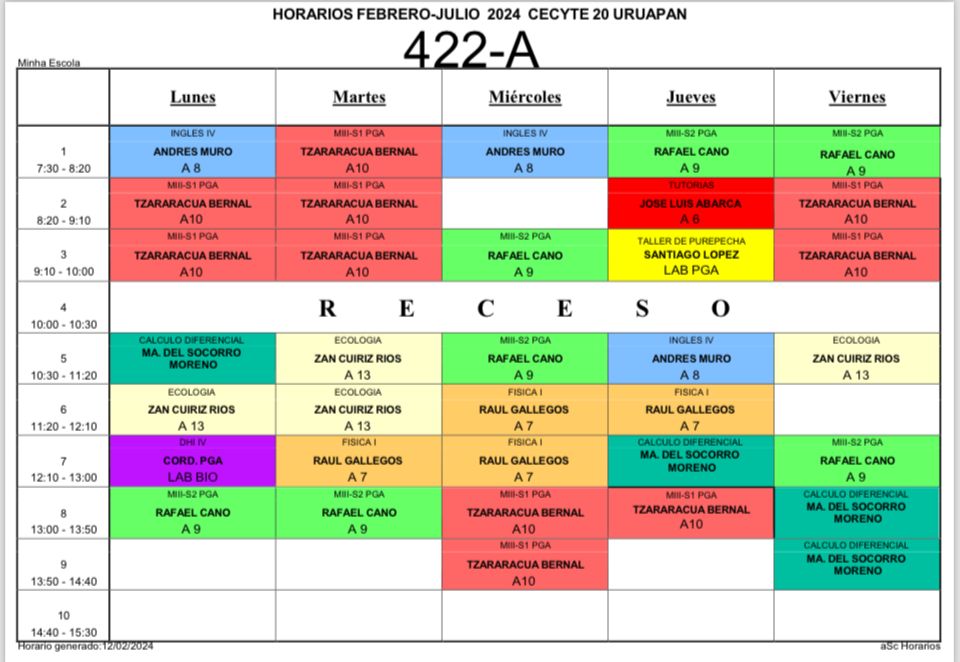 HORARIOS FEBRERO-JULIO 2024 CECYTE 20 URUAPAN
422-A
Minha Escola
Lunes Martes Miércoles Jueves Viernes
INGLES IV MIII-S1 PGA INGLES IV MIII-S2 PGA MIII-S2 PGA
1 ANDRES MURO TZARARACUA BERNAL ANDRES MURO RAFAEL CANO RAFAEL CANO
7:30 - 8:20 A 8 A10 A 8 A 9 A 9
MIII-S1 PGA MIII-S1 PGA TUTORIAS MIII-S1 PGA
2 TZARARACUA BERNAL TZARARACUA BERNAL JOSE LUIS ABARCA TZARARACUA BERNAL
8:20 - 9:10 A10 A10 A 6 A10
MIII-S1 PGA MIII-S1 PGA MIII-S2 PGA TALLER DE PUREPECHA MIII-S1 PGA
3 TZARARACUA BERNAL TZARARACUA BERNAL RAFAEL CANO SANTIAGO LOPEZ TZARARACUA BERNAL
9:10 - 10:00 A10 A10 A 9 LAB PGA A10
4 R E C E S O
10:00 - 10:30
CALCULO DIFERENCIAL ECOLOGIA MIII-S2 PGA INGLES IV ECOLOGIA
5 MA. DEL SOCORRO MORENO ZAN CUIRIZ RIOS RAFAEL CANO ANDRES MURO ZAN CUIRIZ RIOS
10:30 - 11:20 A 13 A 9 A 8 A 13
ECOLOGIA ECOLOGIA FISICA I FISICA I
6 ZAN CUIRIZ RIOS ZAN CUIRIZ RIOS RAUL GALLEGOS RAUL GALLEGOS
11:20 - 12:10 A 13 A 13 A 7 A 7
DHI IV FISICA I FISICA I CALCULO DIFERENCIAL MIII-S2 PGA
7 CORD. PGA RAUL GALLEGOS RAUL GALLEGOS MA. DEL SOCORRO MORENO RAFAEL CANO
12:10 - 13:00 LAB BIO A 7 A 7 A 9
MIII-S2 PGA MIII-S2 PGA MIII-S1 PGA MIII-S1 PGA CALCULO DIFERENCIAL
8 RAFAEL CANO RAFAEL CANO TZARARACUA BERNAL TZARARACUA BERNAL MA. DEL SOCORRO MORENO
13:00 - 13:50 A 9 A 9 A10 A10
MIII-S1 PGA CALCULO DIFERENCIAL
9 TZARARACUA BERNAL MA. DEL SOCORRO MORENO
13:50 - 14:40 A10
10
14:40 - 15:30
Horario generado:12/02/2024 aSc Horarios